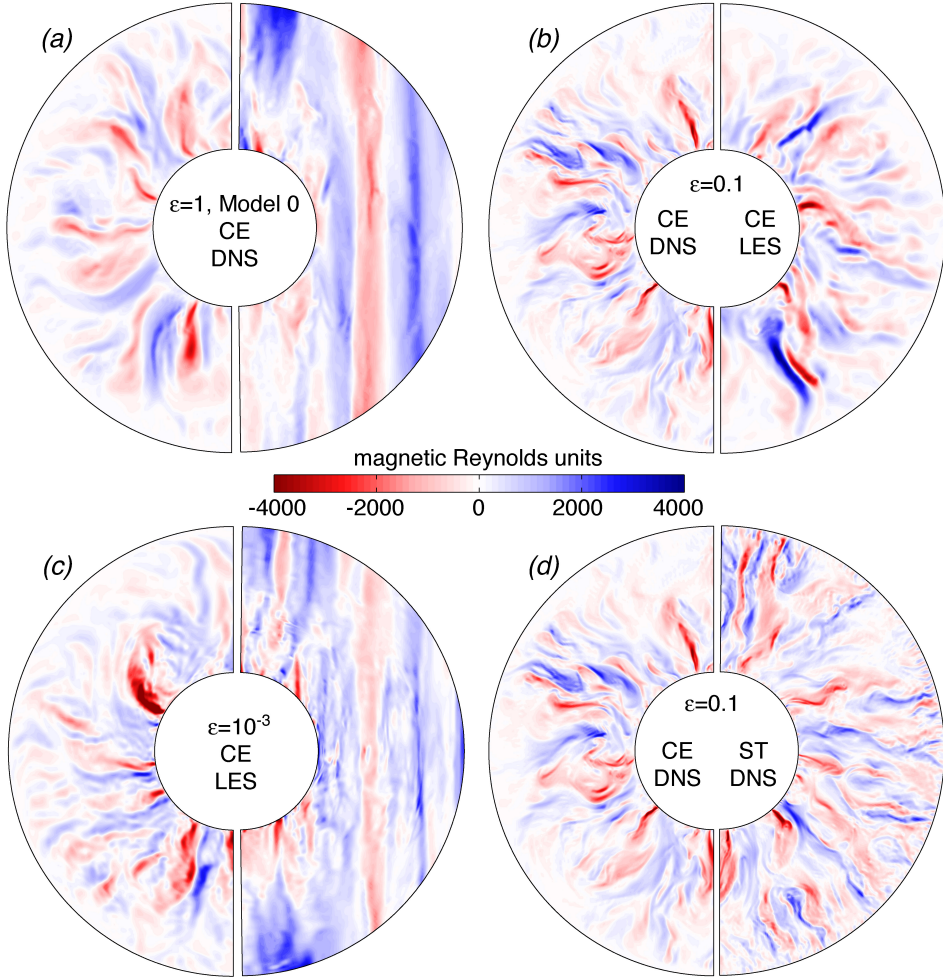 (a)
ε=1, Model 0
CE
DNS
(b)
ε=0.1
CE CE
DNS LES
magnetic Reynolds units
-4000 -2000 0 2000 4000
(c)
ε=10⁻³
CE
LES
(d)
ε=0.1
CE ST
DNS DNS